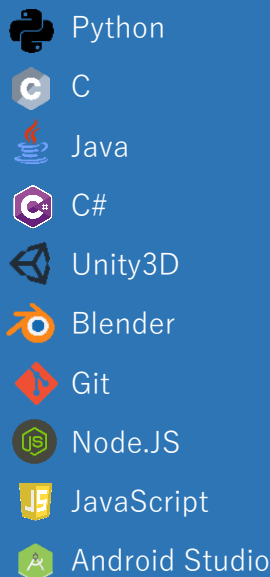 Python
C
Java
C#
Unity3D
Blender
Git
Node.JS
JavaScript
Android Studio